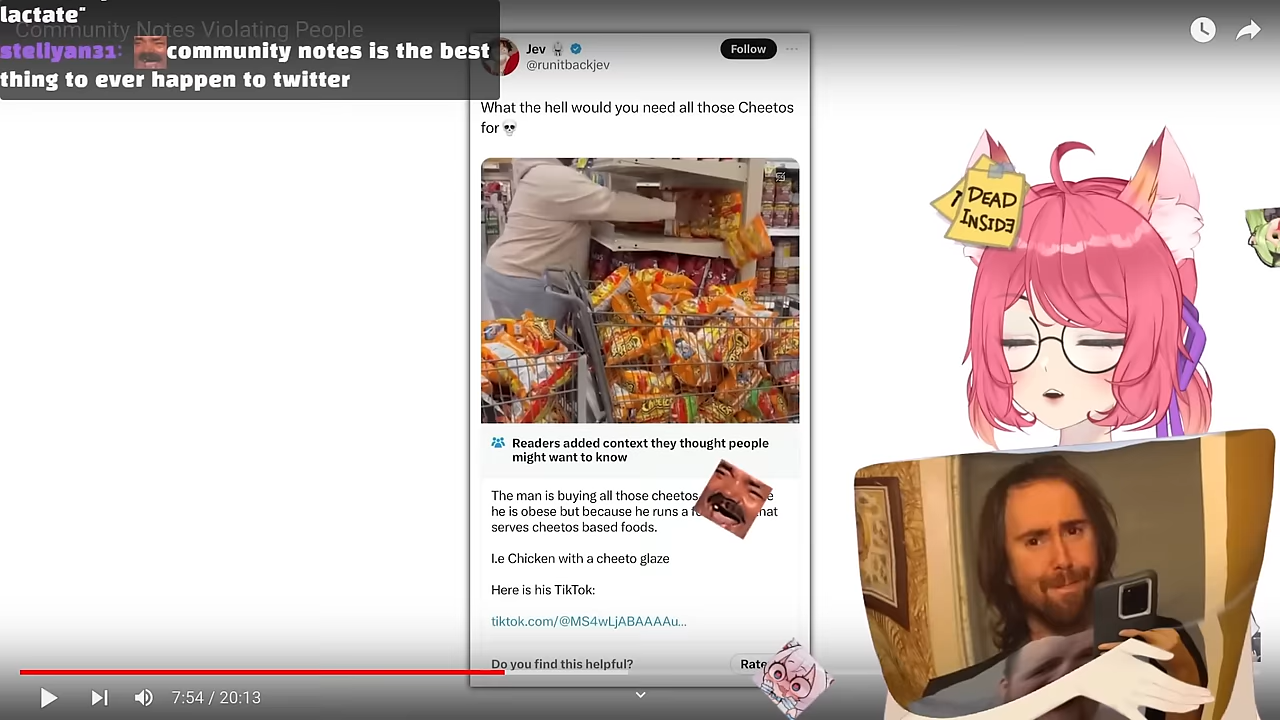 lactate"
Community Notes Violating People
stellyan31: community notes is the best
thing to ever happen to twitter
Jev
@runitbackjev
Follow
What the hell would you need all those Cheetos
for
DEAD
INSIDE
Readers added context they thought people
might want to know
The man is buying all those cheetos
he is obese but because he runs a
serves cheetos based foods.
I.e Chicken with a cheeto glaze
Here is his TikTok:
tiktok.com/@MS4wLjABAAAAu...
Do you find this helpful?
Rate
7:54 / 20:13